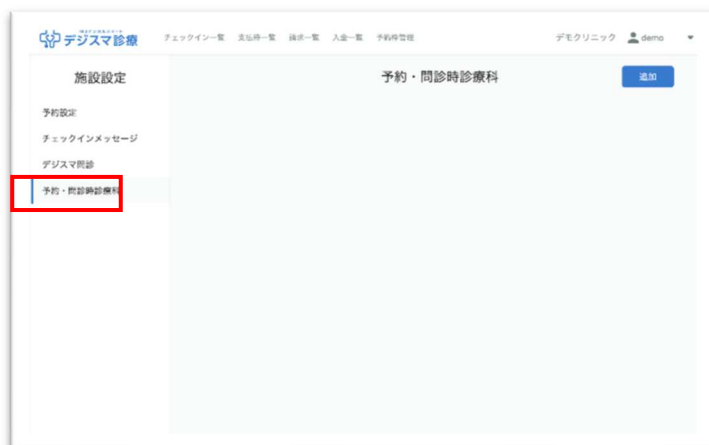 デジスマ診療
チェックイン一覧 支払待一覧 請求一覧 入金一覧 予約枠管理
デモクリニック demo
施設設定
予約・問診時診療科
追加
予約設定
チェックインメッセージ
デジスマ問診
予約・問診時診療科